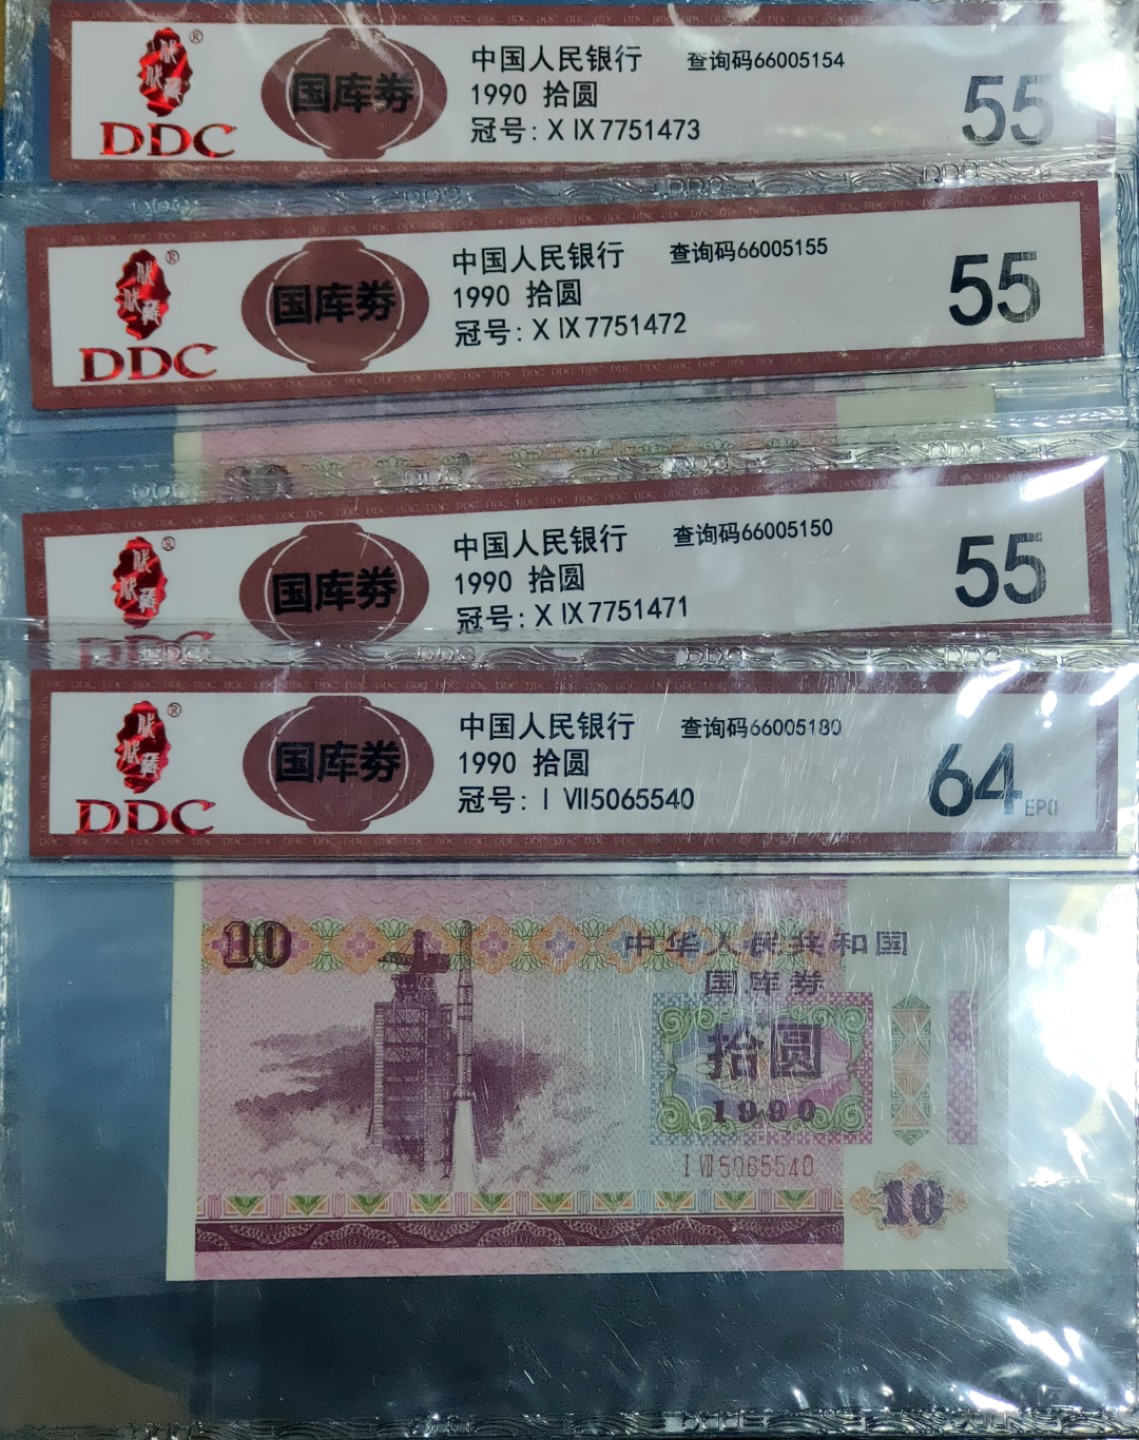 DDC
®
国库劵
中国人民银行 查询码66005154
1990 拾圆
冠号: X IX 7751473
55
DDC
®
国库劵
中国人民银行 查询码66005155
1990 拾圆
冠号: X IX 7751472
55
DDC
®
国库劵
中国人民银行 查询码66005150
1990 拾圆
冠号: X IX 7751471
55
DDC
®
国库劵
中国人民银行 查询码66005180
1990 拾圆
冠号: I VII5065540
64 EPQ
10
中华人民共和国
国库券
拾圆
1990
I VII 5065540
10